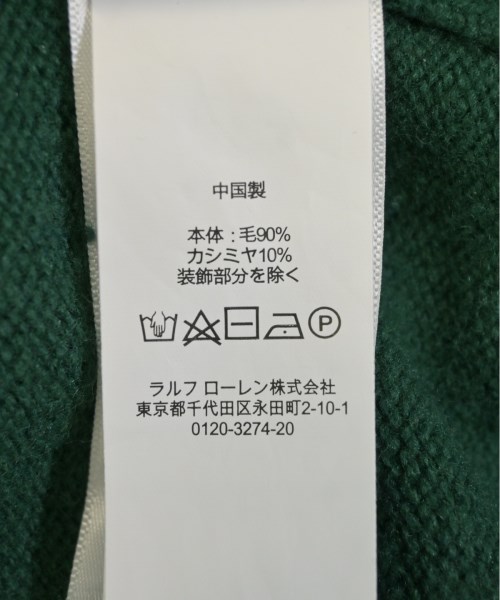 中国製
本体 : 毛90%
カシミヤ10%
装飾部分を除く
P
ラルフ ローレン株式会社
東京都千代田区永田町2-10-1
0120-3274-20